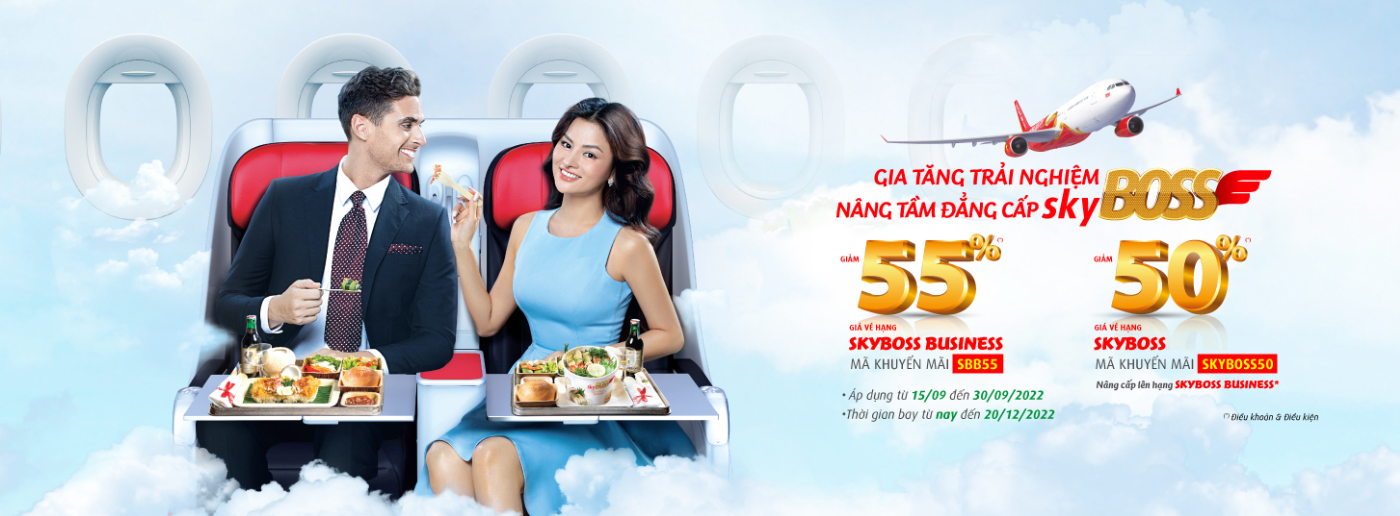 GIA TĂNG TRẢI NGHIỆM
NÂNG TẦM ĐẲNG CẤP skyBOSS
GIẢM 55%(*)
GIÁ VÉ HẠNG
SKYBOSS BUSINESS
MÃ KHUYẾN MÃI SBB55
GIẢM 50%(*)
GIÁ VÉ HẠNG
SKYBOSS
MÃ KHUYẾN MÃI SKYBOSS50
Nâng cấp lên hạng SKYBOSS BUSINESS*
• Áp dụng từ 15/09 đến 30/09/2022
•Thời gian bay từ nay đến 20/12/2022
(*) Điều khoản & Điều kiện